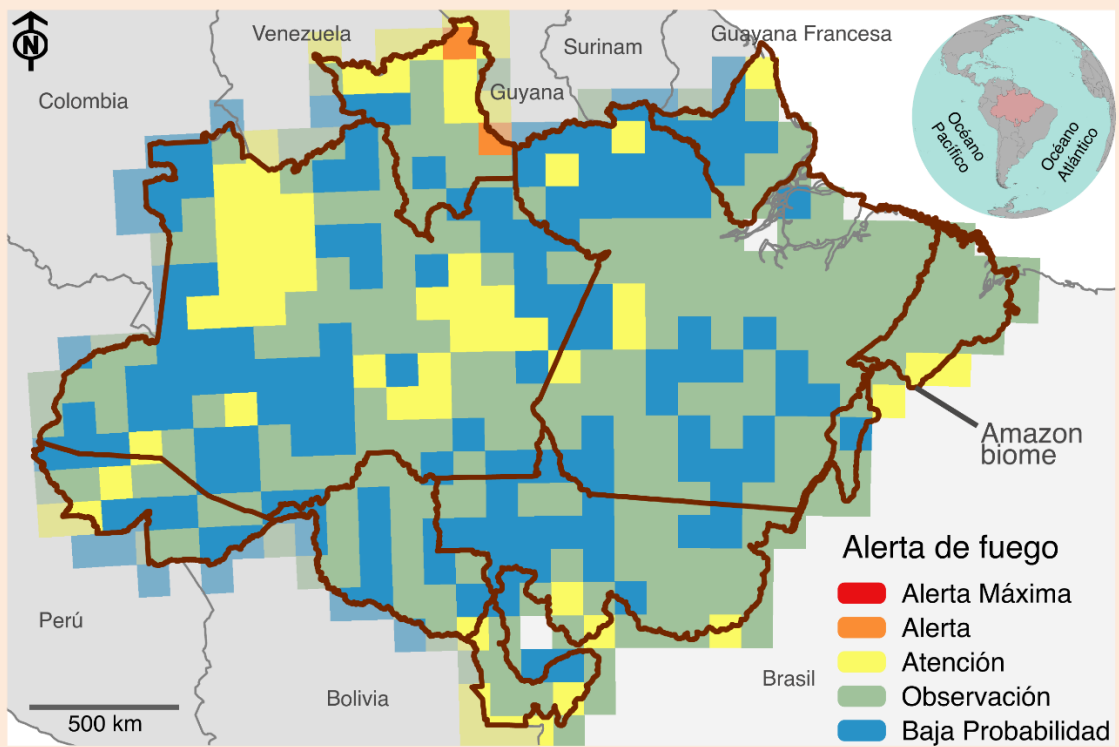 N
Venezuela
Surinam
Guayana Francesa
Colombia
Guyana
Océano
Pacífico
Océano
Atlántico
Amazon
biome
Alerta de fuego
Alerta Máxima
Alerta
Atención
Observación
Baja Probabilidad
Perú
Bolivia
Brasil
500 km